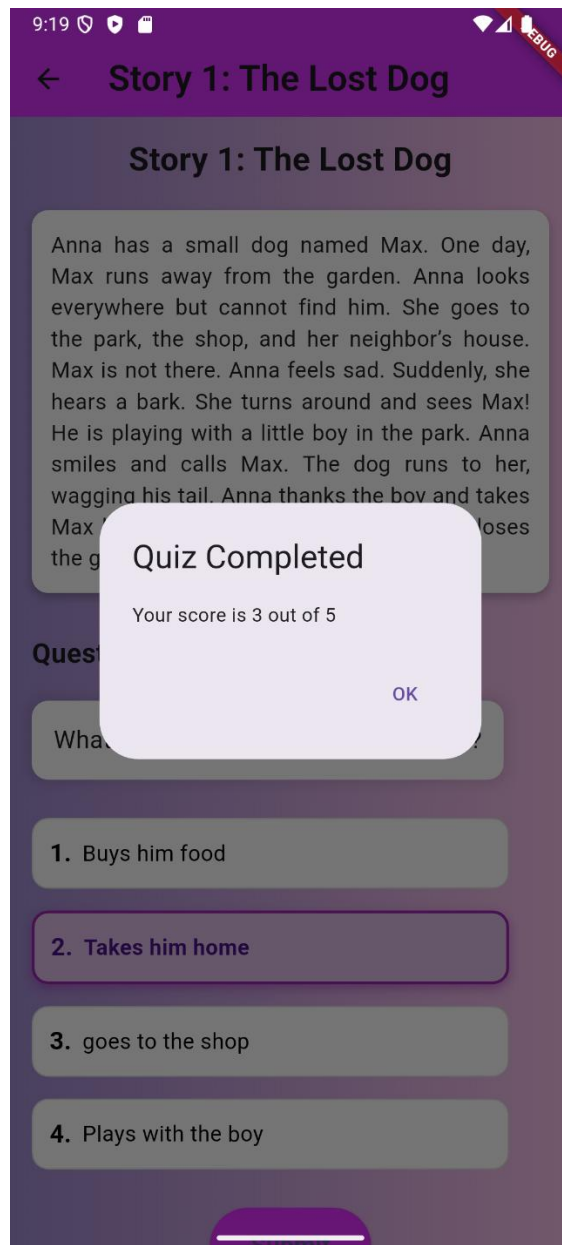 9:19
DEBUG
Story 1: The Lost Dog
Story 1: The Lost Dog
Anna has a small dog named Max. One day,
Max runs away from the garden. Anna looks
everywhere but cannot find him. She goes to
the park, the shop, and her neighbor’s house.
Max is not there. Anna feels sad. Suddenly, she
hears a bark. She turns around and sees Max!
He is playing with a little boy in the park. Anna
smiles and calls Max. The dog runs to her,
wagging his tail. Anna thanks the boy and takes
Max
the
Quiz Completed
Your score is 3 out of 5
OK
?
1. Buys him food
2. Takes him home
3. goes to the shop
4. Plays with the boy